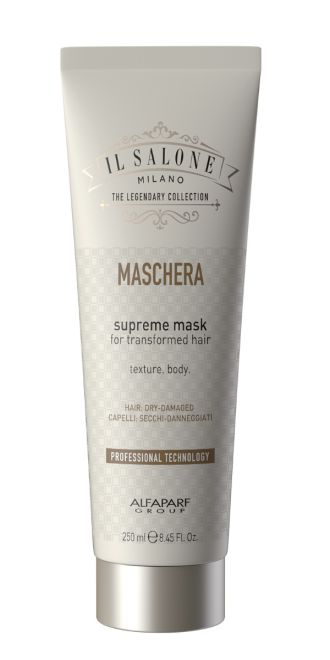 IL SALONE
MILANO
THE LEGENDARY COLLECTION
MASCHERA
supreme mask
for transformed hair
texture. body.
HAIR: DRY-DAMAGED
CAPELLI: SECCHI-DANNEGGIATI
PROFESSIONAL TECHNOLOGY
ALFAPARF
GROUP
250 ml ℮ 8.45 FL. Oz.